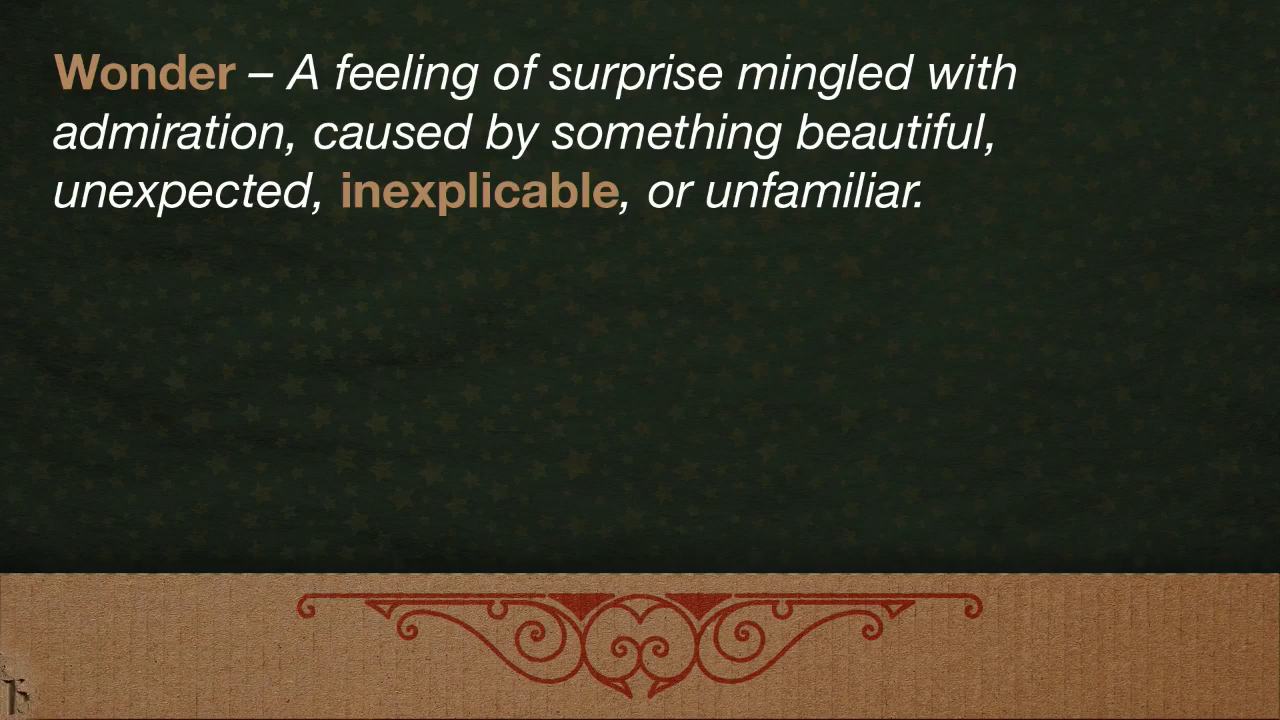 Wonder – A feeling of surprise mingled with
admiration, caused by something beautiful,
unexpected, inexplicable, or unfamiliar.